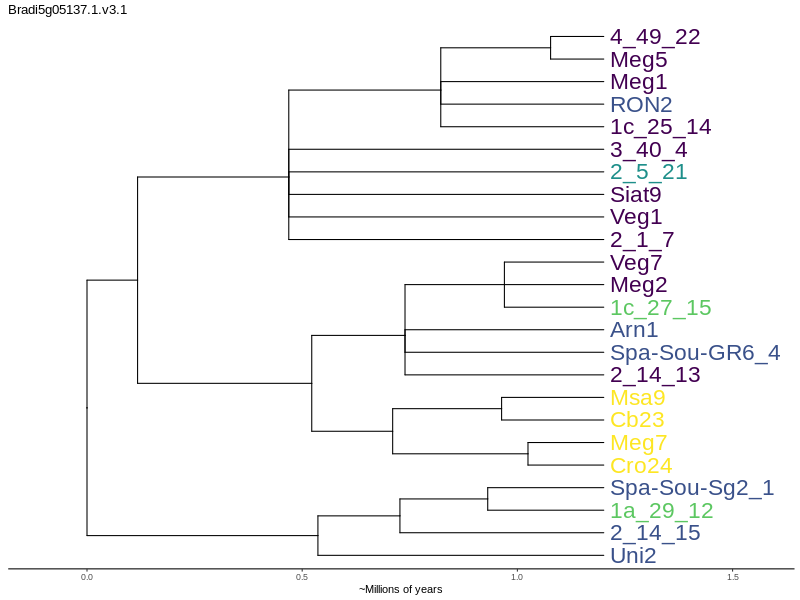 Bradi5g05137.1.v3.1
4_49_22
Meg5
Meg1
RON2
1c_25_14
3_40_4
2_5_21
Siat9
Veg1
2_1_7
Veg7
Meg2
1c_27_15
Arn1
Spa-Sou-GR6_4
2_14_13
Msa9
Cb23
Meg7
Cro24
Spa-Sou-Sg2_1
1a_29_12
2_14_15
Uni2
0.0 0.5 1.0 1.5
~Millions of years